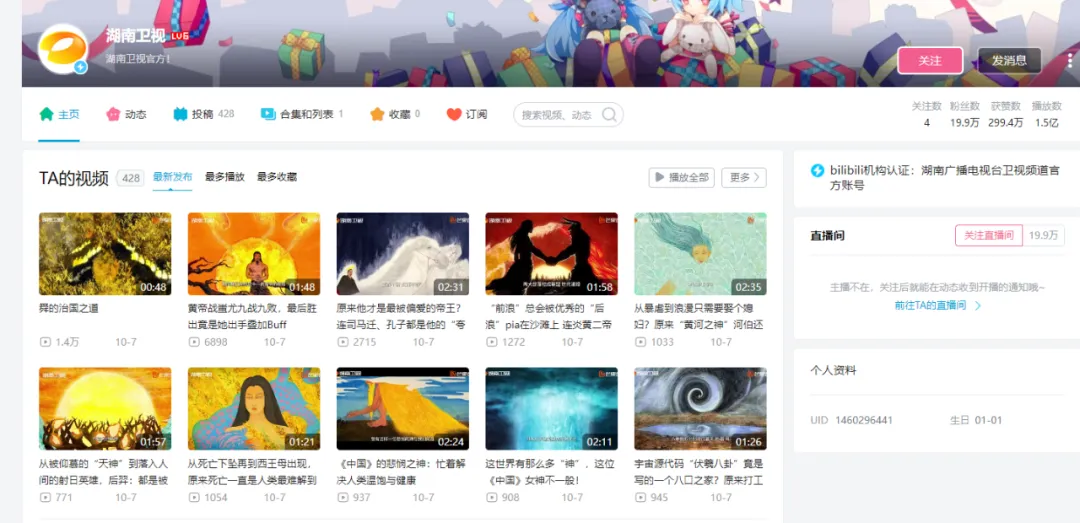 湖南卫视 LV6
湖南卫视官方!
关注
发消息
主页
动态
投稿 428
合集和列表 1
收藏 0
订阅
搜索视频、动态
关注数 粉丝数 获赞数 播放数
4 19.9万 299.4万 1.5亿
TA的视频 428 最新发布 最多播放 最多收藏
播放全部
更多
00:48
02:31
01:58
02:35
舜的治国之道
黄帝战蚩尤九战九败，最后胜
出竟是她出手叠加Buff
原来他才是最被偏爱的帝王？
连司马迁、孔子都是他的“夸
“前浪”总会被优秀的“后
浪”pia在沙滩上 连炎黄二帝
从暴虐到浪漫只需要娶个媳
妇？原来“黄河之神”河伯还
1.4万 10-7
6898 10-7
2715 10-7
1272 10-7
1033 10-7
01:57
01:21
02:24
02:11
01:26
从被仰慕的“天神”到落入人
间的射日英雄，后羿：都是被
从死亡下坠再到西王母出现，
原来死亡一直是人类最难解到
《中国》的悲悯之神：忙着解
决人类温饱与健康
这世界有那么多“神”，这位
《中国》女神不一般！
宇宙源代码“伏羲八卦”竟是
写的一个八口之家？原来打工
771 10-7
1054 10-7
937 10-7
908 10-7
945 10-7
bilibili机构认证：湖南广播电视台卫视频道官
方账号
直播间
关注直播间 19.9万
主播不在，关注后就能在动态收到开播的通知哦~
前往TA的直播间
个人资料
UID 1460296441
生日 01-01